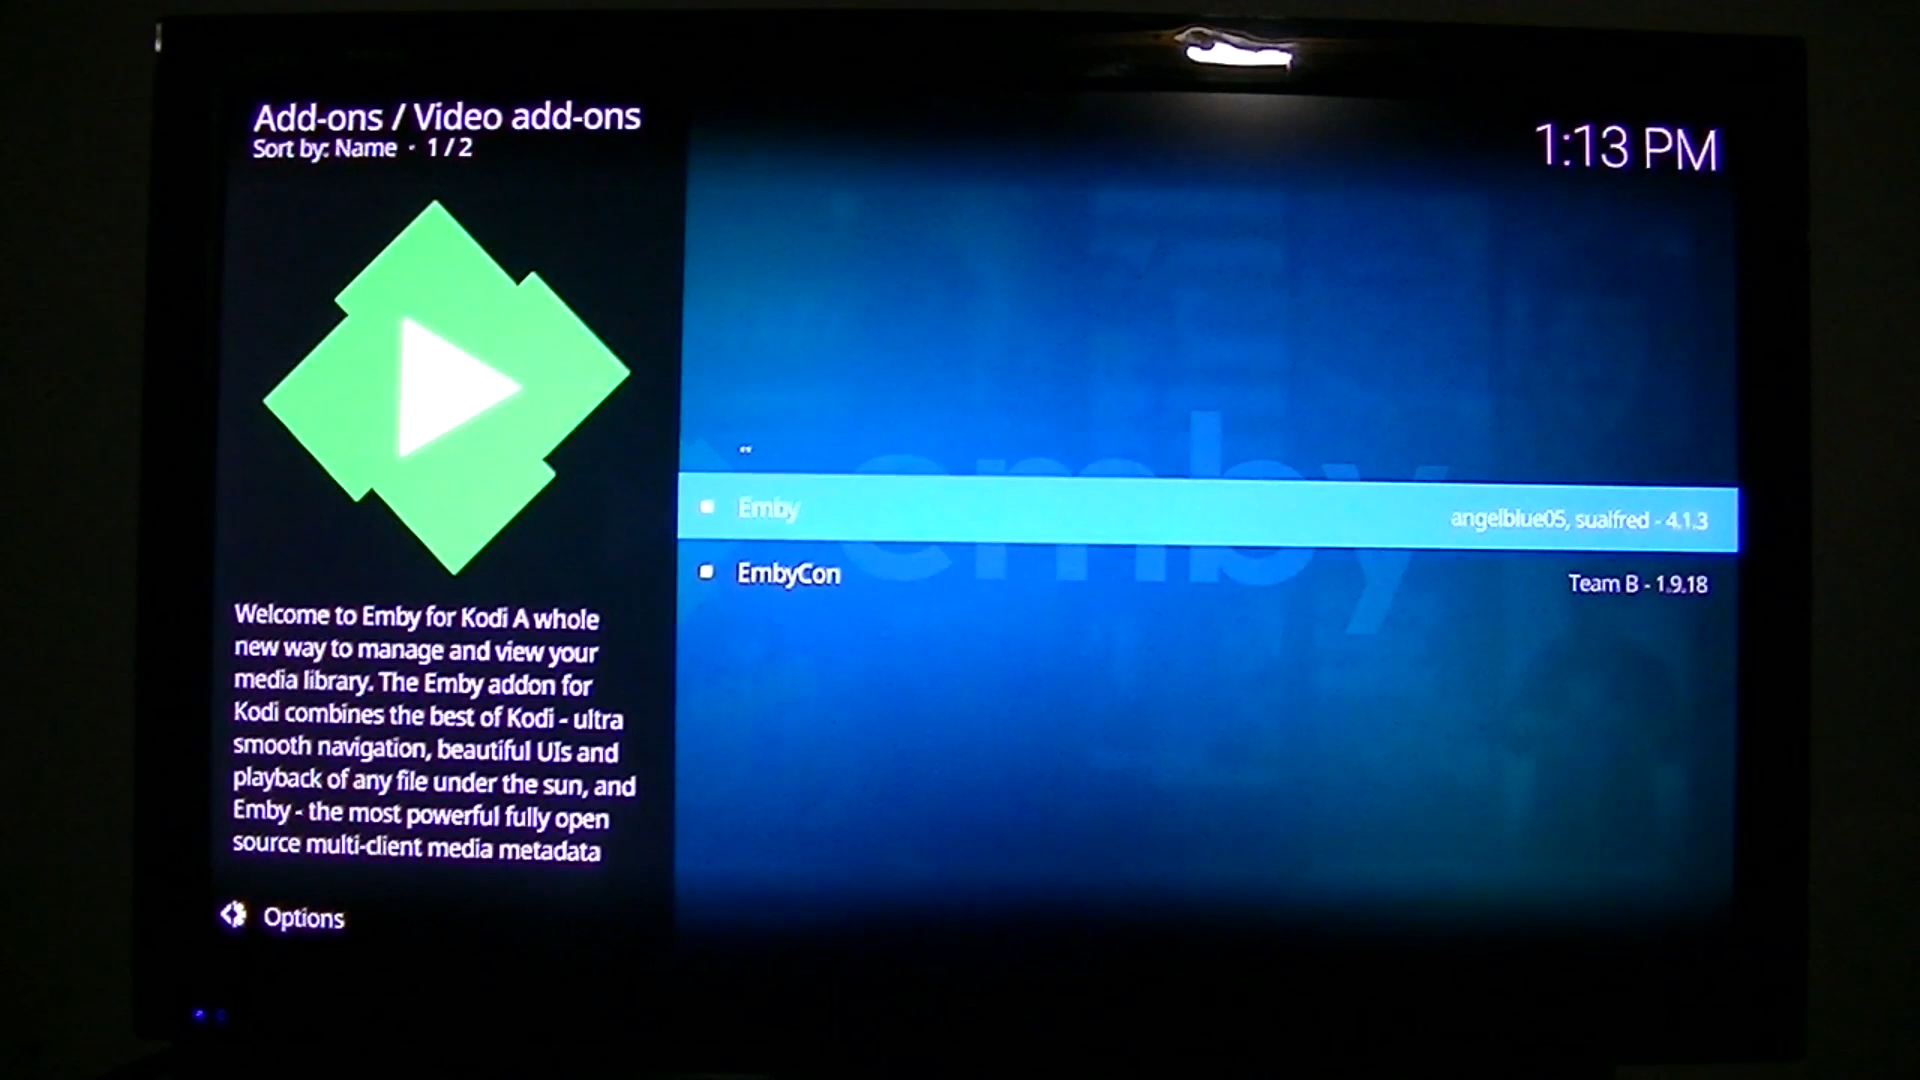 Add-ons / Video add-ons
Sort by: Name · 1 / 2
1:13 PM
..
emby
Emby
angelblue05, sualfred - 4.1.3
EmbyCon
Team B - 1.9.18
Welcome to Emby for Kodi A whole
new way to manage and view your
media library. The Emby addon for
Kodi combines the best of Kodi - ultra
smooth navigation, beautiful UIs and
playback of any file under the sun, and
Emby - the most powerful fully open
source multi-client media metadata
Options